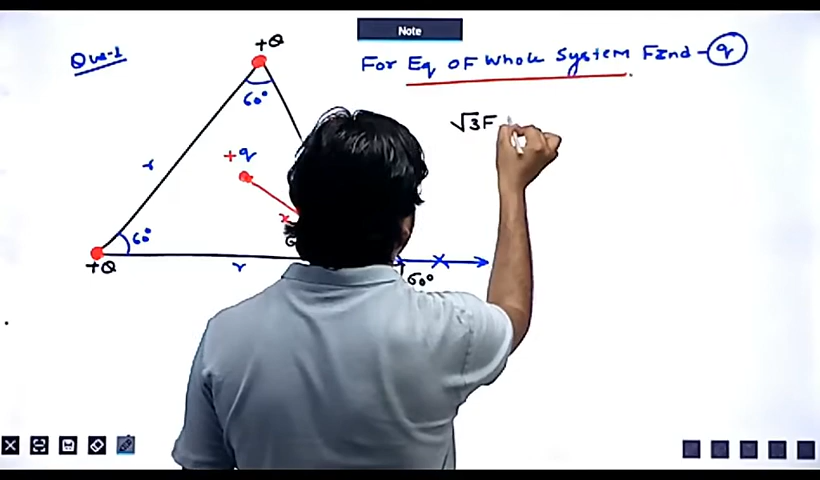 Note
Que-1
+Q
For Eq OF Whole System Find - q
60°
√3F
r
+q
x
60°
+Q
r
60°